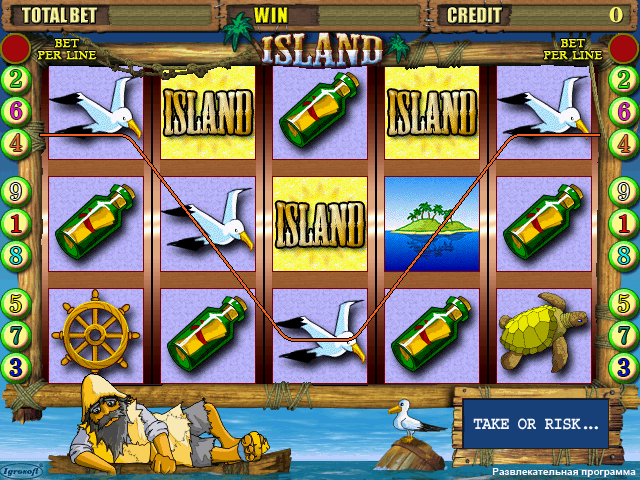 TOTAL BET
WIN
CREDIT
0
BET
PER LINE
ISLAND
BET
PER LINE
2
6
4
9
1
8
5
7
3
2
6
4
9
1
8
5
7
3
ISLAND
ISLAND
ISLAND
TAKE OR RISK...
Igrosoft
Развлекательная программа